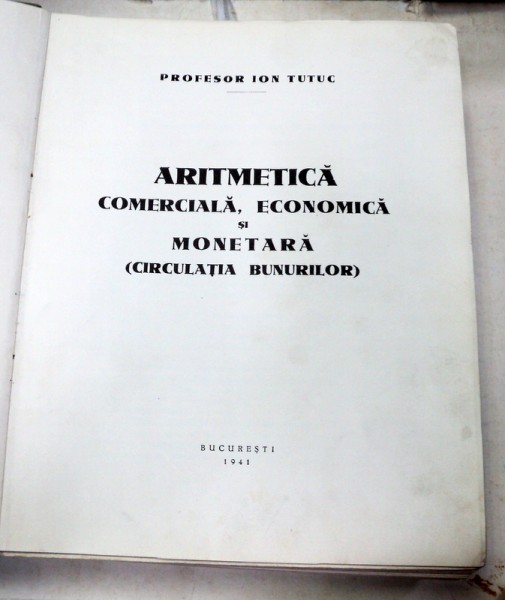 PROFESOR ION TUTUC
ARITMETICĂ
COMERCIALĂ, ECONOMICĂ
ȘI
MONETARĂ
(CIRCULAȚIA BUNURILOR)
BUCUREȘTI
1941